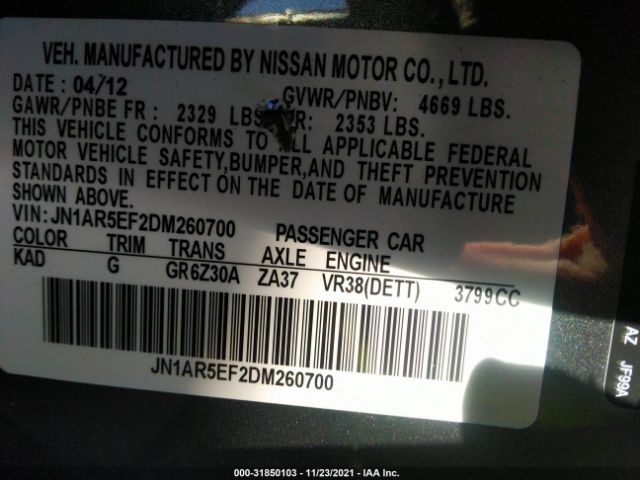 VEH. MANUFACTURED BY NISSAN MOTOR CO., LTD.
DATE: 04/12 GVWR/PNBV: 4669 LBS.
GAWR/PNBE FR: 2329 LBS R: 2353 LBS.
THIS VEHICLE CONFORMS TO LL APPLICABLE FEDERAL
MOTOR VEHICLE SAFETY, BUMPER, AND THEFT PREVENTION
STANDARDS IN EFFECT ON THE DATE OF MANUFACTURE
SHOWN ABOVE.
VIN: JN1AR5EF2DM260700 PASSENGER CAR
COLOR TRIM TRANS AXLE ENGINE
KAD G GR6Z30A ZA37 VR38(DETT) 3799CC
JN1AR5EF2DM260700
AZ JF99A
000-31850103 - 11/23/2021 - IAA Inc.